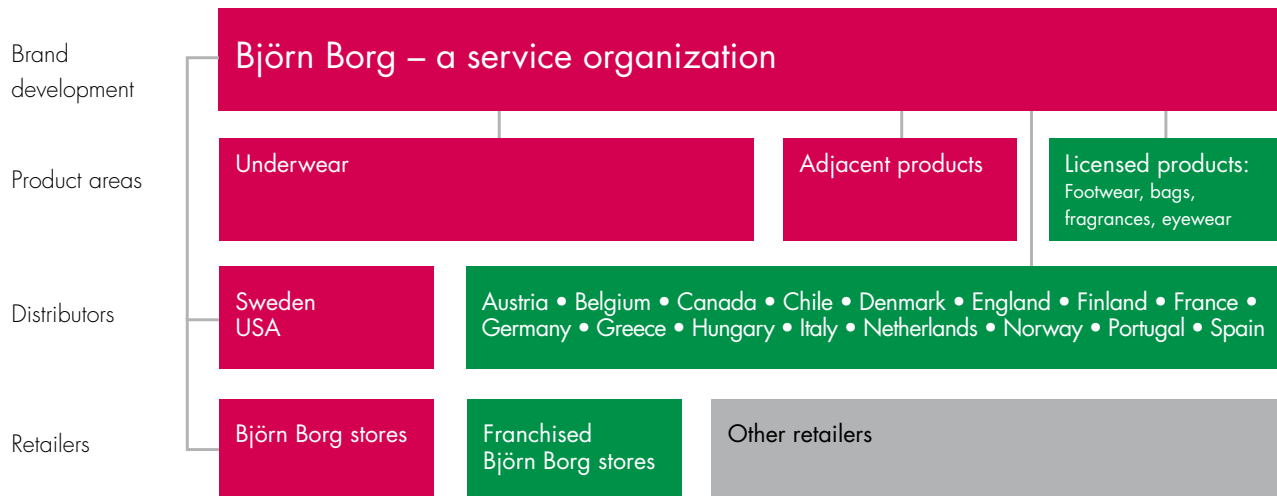 Brand
development
Björn Borg – a service organization
Product areas
Underwear
Adjacent products
Licensed products:
Footwear, bags,
fragrances, eyewear
Distributors
Sweden
USA
Austria • Belgium • Canada • Chile • Denmark • England • Finland • France •
Germany • Greece • Hungary • Italy • Netherlands • Norway • Portugal • Spain
Retailers
Björn Borg stores
Franchised
Björn Borg stores
Other retailers